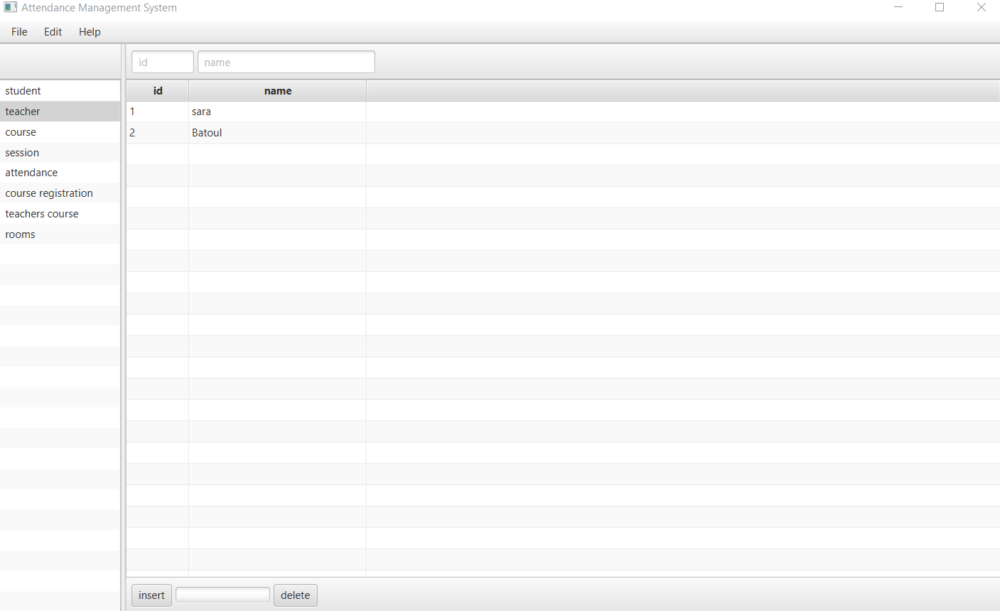 Attendance Management System
File Edit Help
id name
student
teacher
course
session
attendance
course registration
teachers course
rooms
id name
1 sara
2 Batoul
insert delete